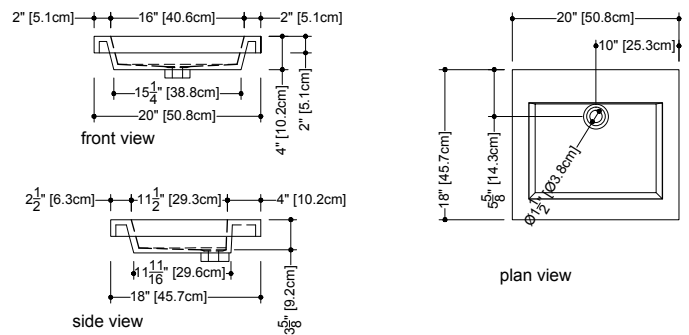 2" [5.1cm] 16" [40.6cm] 2" [5.1cm]
15 1/4" [38.8cm]
20" [50.8cm]
4" [10.2cm]
2" [5.1cm]
front view
2 1/2" [6.3cm] 11 1/2" [29.3cm] 4" [10.2cm]
11 11/16" [29.6cm]
18" [45.7cm]
3 5/8" [9.2cm]
side view
20" [50.8cm]
10" [25.3cm]
18" [45.7cm]
5 5/8" [14.3cm]
Ø1 1/2" [Ø3.8cm]
plan view